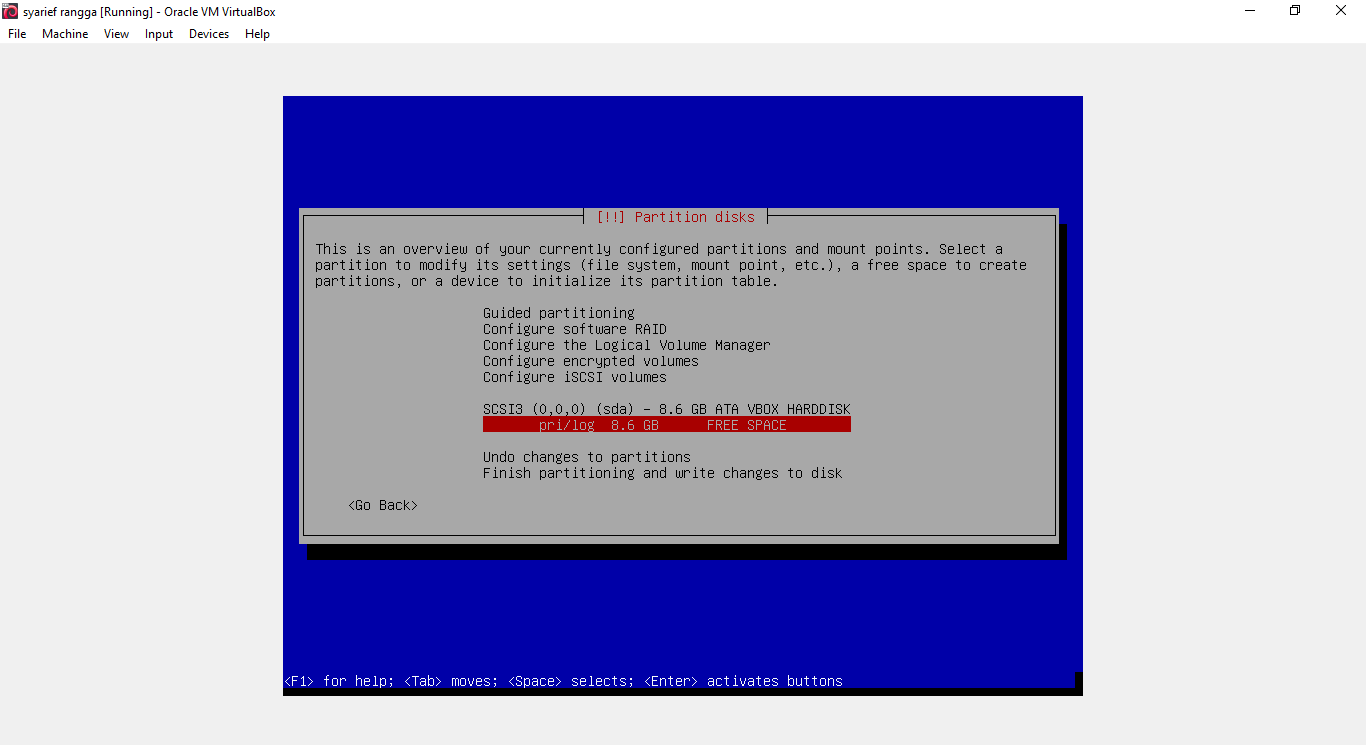 syarief rangga [Running] - Oracle VM VirtualBox
File Machine View Input Devices Help
[!!] Partition disks
This is an overview of your currently configured partitions and mount points. Select a
partition to modify its settings (file system, mount point, etc.), a free space to create
partitions, or a device to initialize its partition table.
Guided partitioning
Configure software RAID
Configure the Logical Volume Manager
Configure encrypted volumes
Configure iSCSI volumes
SCSI3 (0,0,0) (sda) - 8.6 GB ATA VBOX HARDDISK
pri/log 8.6 GB FREE SPACE
Undo changes to partitions
Finish partitioning and write changes to disk
<Go Back>
<F1> for help; <Tab> moves; <Space> selects; <Enter> activates buttons